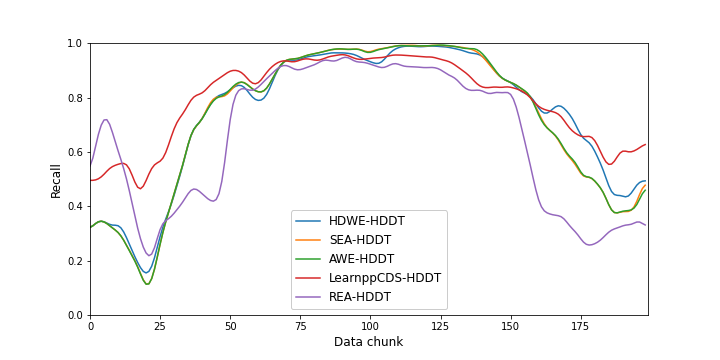 1.0
0.8
0.6
0.4
0.2
0.0
Recall
0 25 50 75 100 125 150 175
Data chunk
HDWE-HDDT
SEA-HDDT
AWE-HDDT
LearnppCDS-HDDT
REA-HDDT